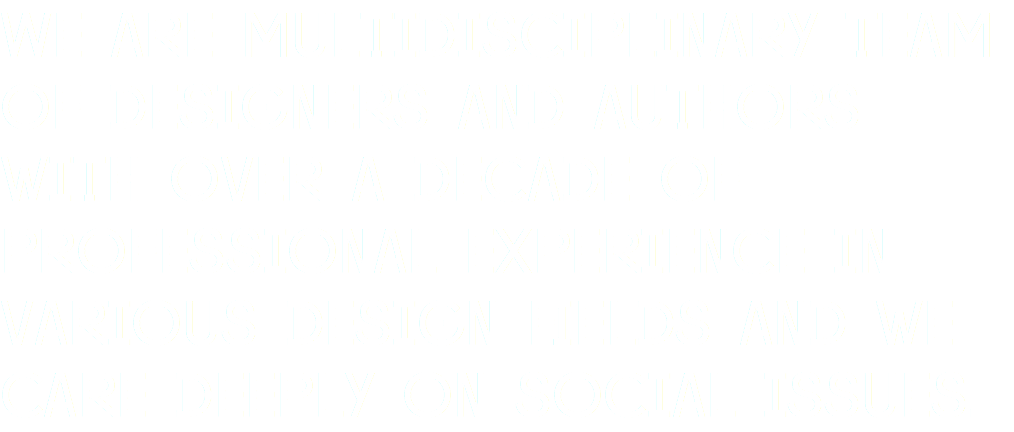 WE ARE MULTIDISCIPLINARY TEAM
OF DESIGNERS AND AUTHORS
WITH OVER A DECADE OF
PROFESSIONAL EXPERIENCE IN
VARIOUS DESIGN FIELDS AND WE
CARE DEEPLY ON SOCIAL ISSUES